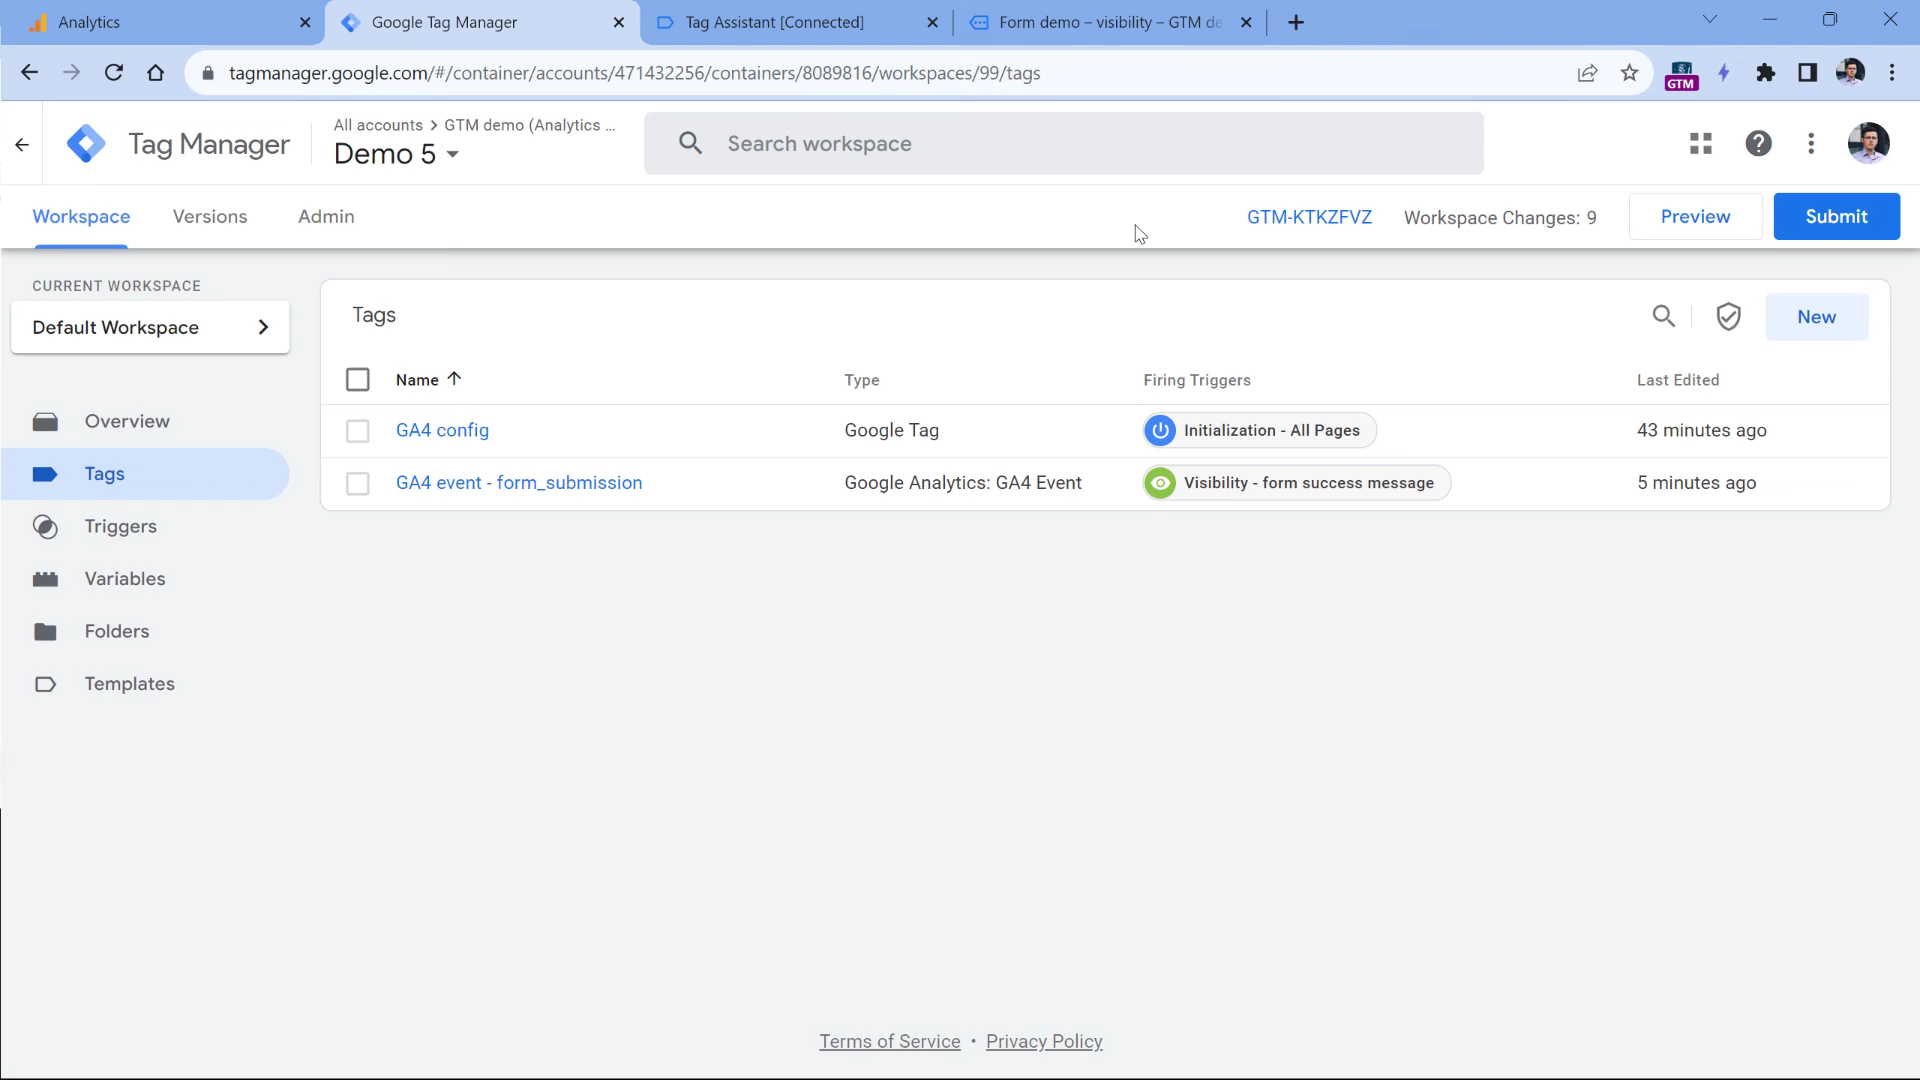 Analytics
Google Tag Manager
Tag Assistant [Connected]
Form demo – visibility – GTM de
tagmanager.google.com/#/container/accounts/471432256/containers/8089816/workspaces/99/tags
GTM
Tag Manager
All accounts > GTM demo (Analytics ...
Demo 5
Search workspace
Workspace
Versions
Admin
GTM-KTKZFVZ
Workspace Changes: 9
Preview
Submit
CURRENT WORKSPACE
Default Workspace
Overview
Tags
Triggers
Variables
Folders
Templates
Tags
New
Name
Type
Firing Triggers
Last Edited
GA4 config
Google Tag
Initialization - All Pages
43 minutes ago
GA4 event - form_submission
Google Analytics: GA4 Event
Visibility - form success message
5 minutes ago
Terms of Service • Privacy Policy